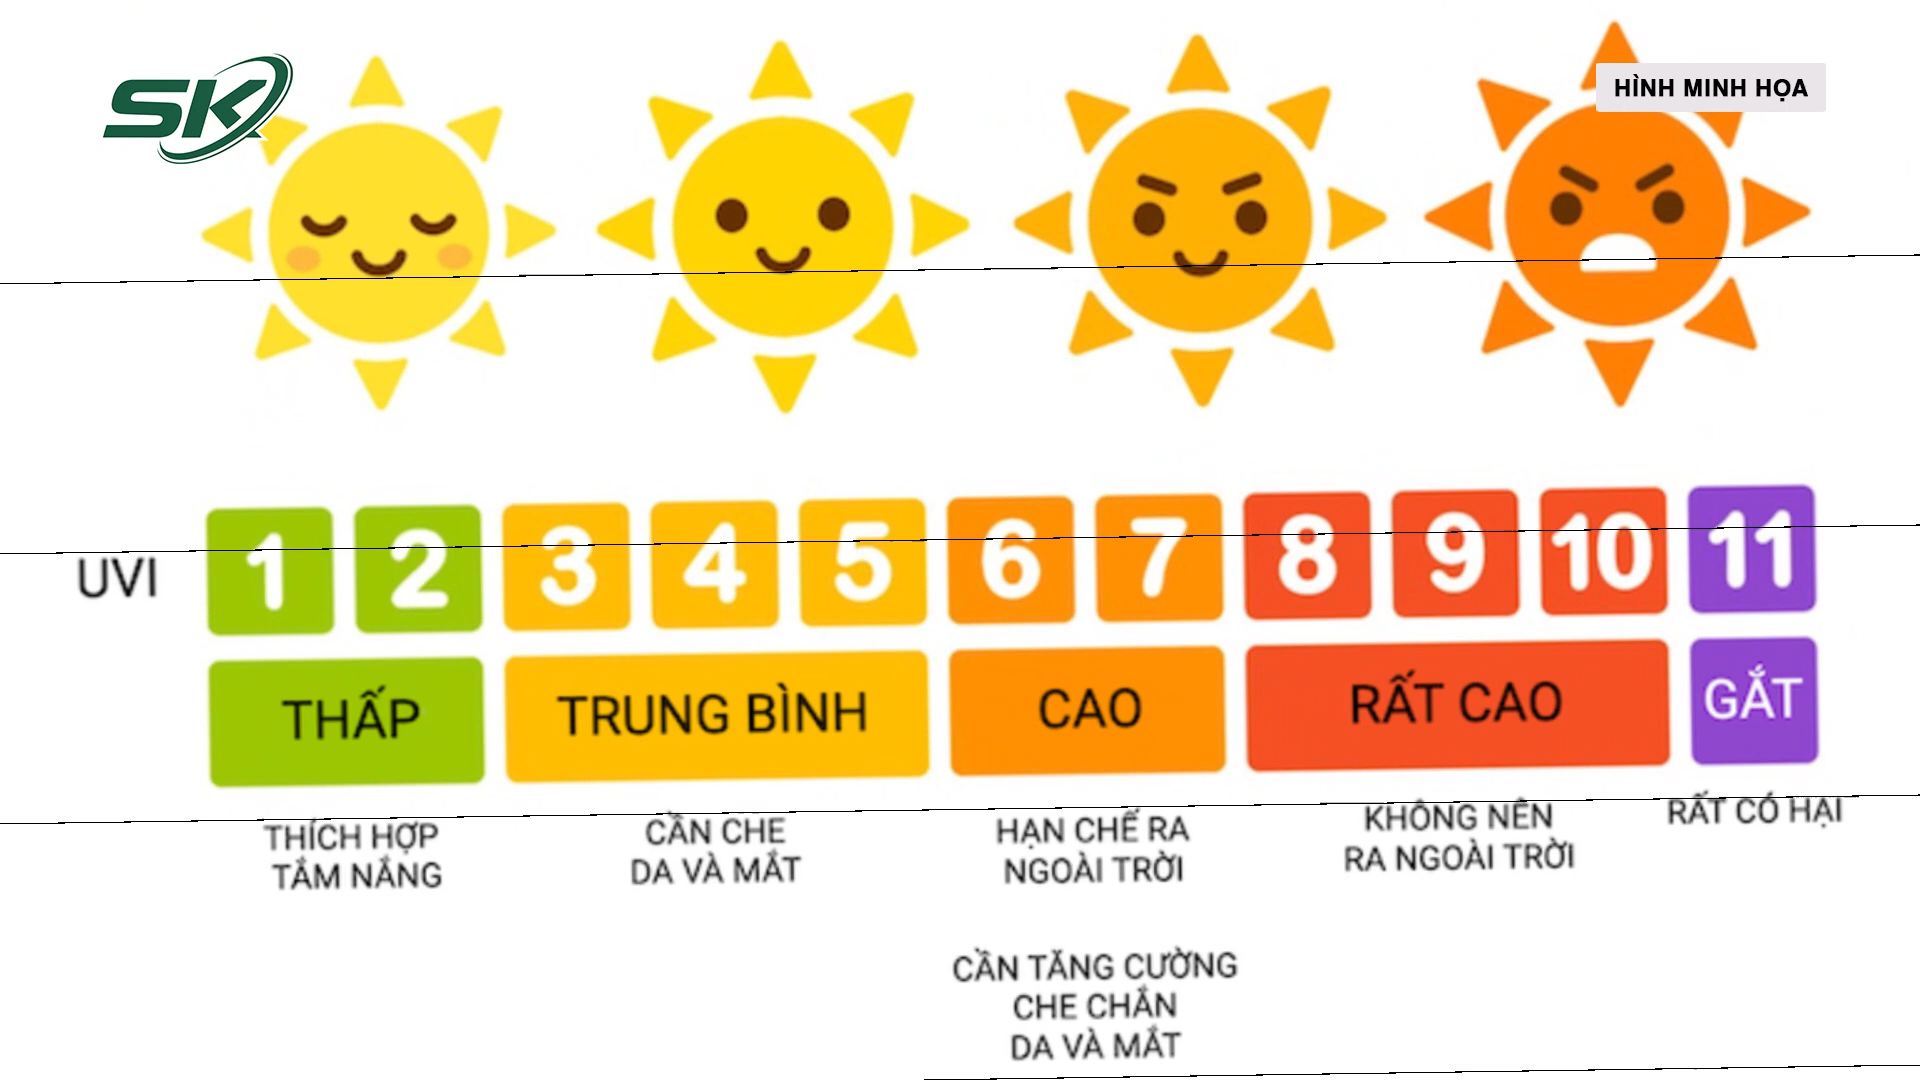 SK
HÌNH MINH HỌA
UVI
1 2 3 4 5 6 7 8 9 10 11
THẤP
TRUNG BÌNH
CAO
RẤT CAO
GẮT
THÍCH HỢP
TẮM NẮNG
CẦN CHE
DA VÀ MẮT
HẠN CHẾ RA
NGOÀI TRỜI
KHÔNG NÊN
RA NGOÀI TRỜI
RẤT CÓ HẠI
CẦN TĂNG CƯỜNG
CHE CHẮN
DA VÀ MẮT